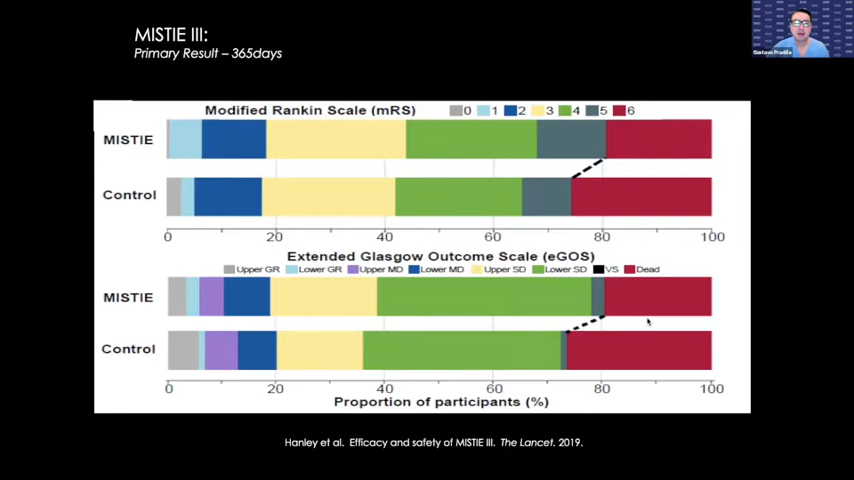 MISTIE III:
Primary Result – 365days
Gustavo Pradilla
Modified Rankin Scale (mRS) 0 1 2 3 4 5 6
MISTIE
Control
0 20 40 60 80 100
Extended Glasgow Outcome Scale (eGOS)
Upper GR Lower GR Upper MD Lower MD Upper SD Lower SD VS Dead
MISTIE
Control
0 20 40 60 80 100
Proportion of participants (%)
Hanley et al. Efficacy and safety of MISTIE III. The Lancet. 2019.